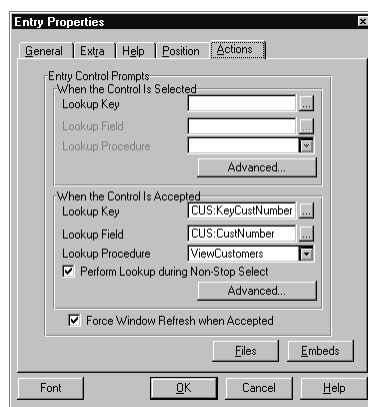 Entry Properties
General Extra Help Position Actions
Entry Control Prompts
When the Control Is Selected
Lookup Key ...
Lookup Field ...
Lookup Procedure
Advanced...
When the Control Is Accepted
Lookup Key CUS:KeyCustNumber ...
Lookup Field CUS:CustNumber ...
Lookup Procedure ViewCustomers
Perform Lookup during Non-Stop Select
Advanced...
Force Window Refresh when Accepted
Files Embeds
Font OK Cancel Help